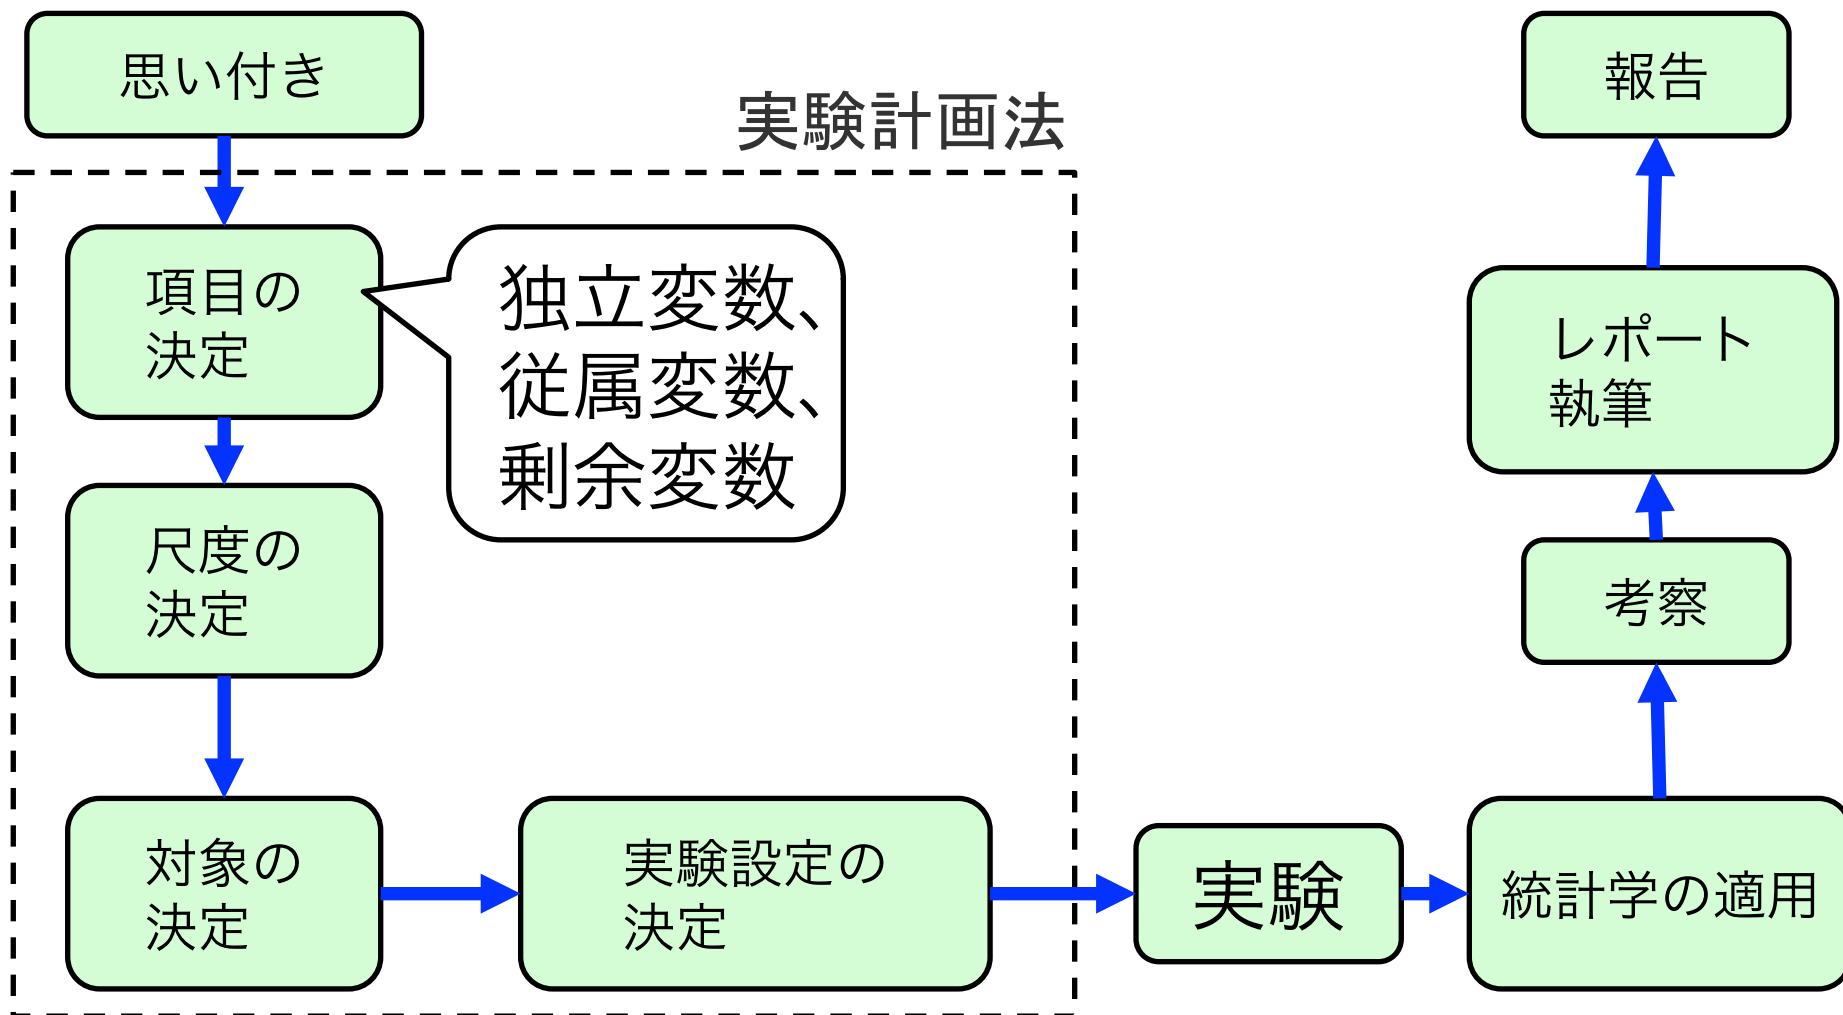 思い付き
実験計画法
項目の
決定
独立変数、
従属変数、
剰余変数
尺度の
決定
対象の
決定
実験設定の
決定
実験
統計学の適用
考察
レポート
執筆
報告